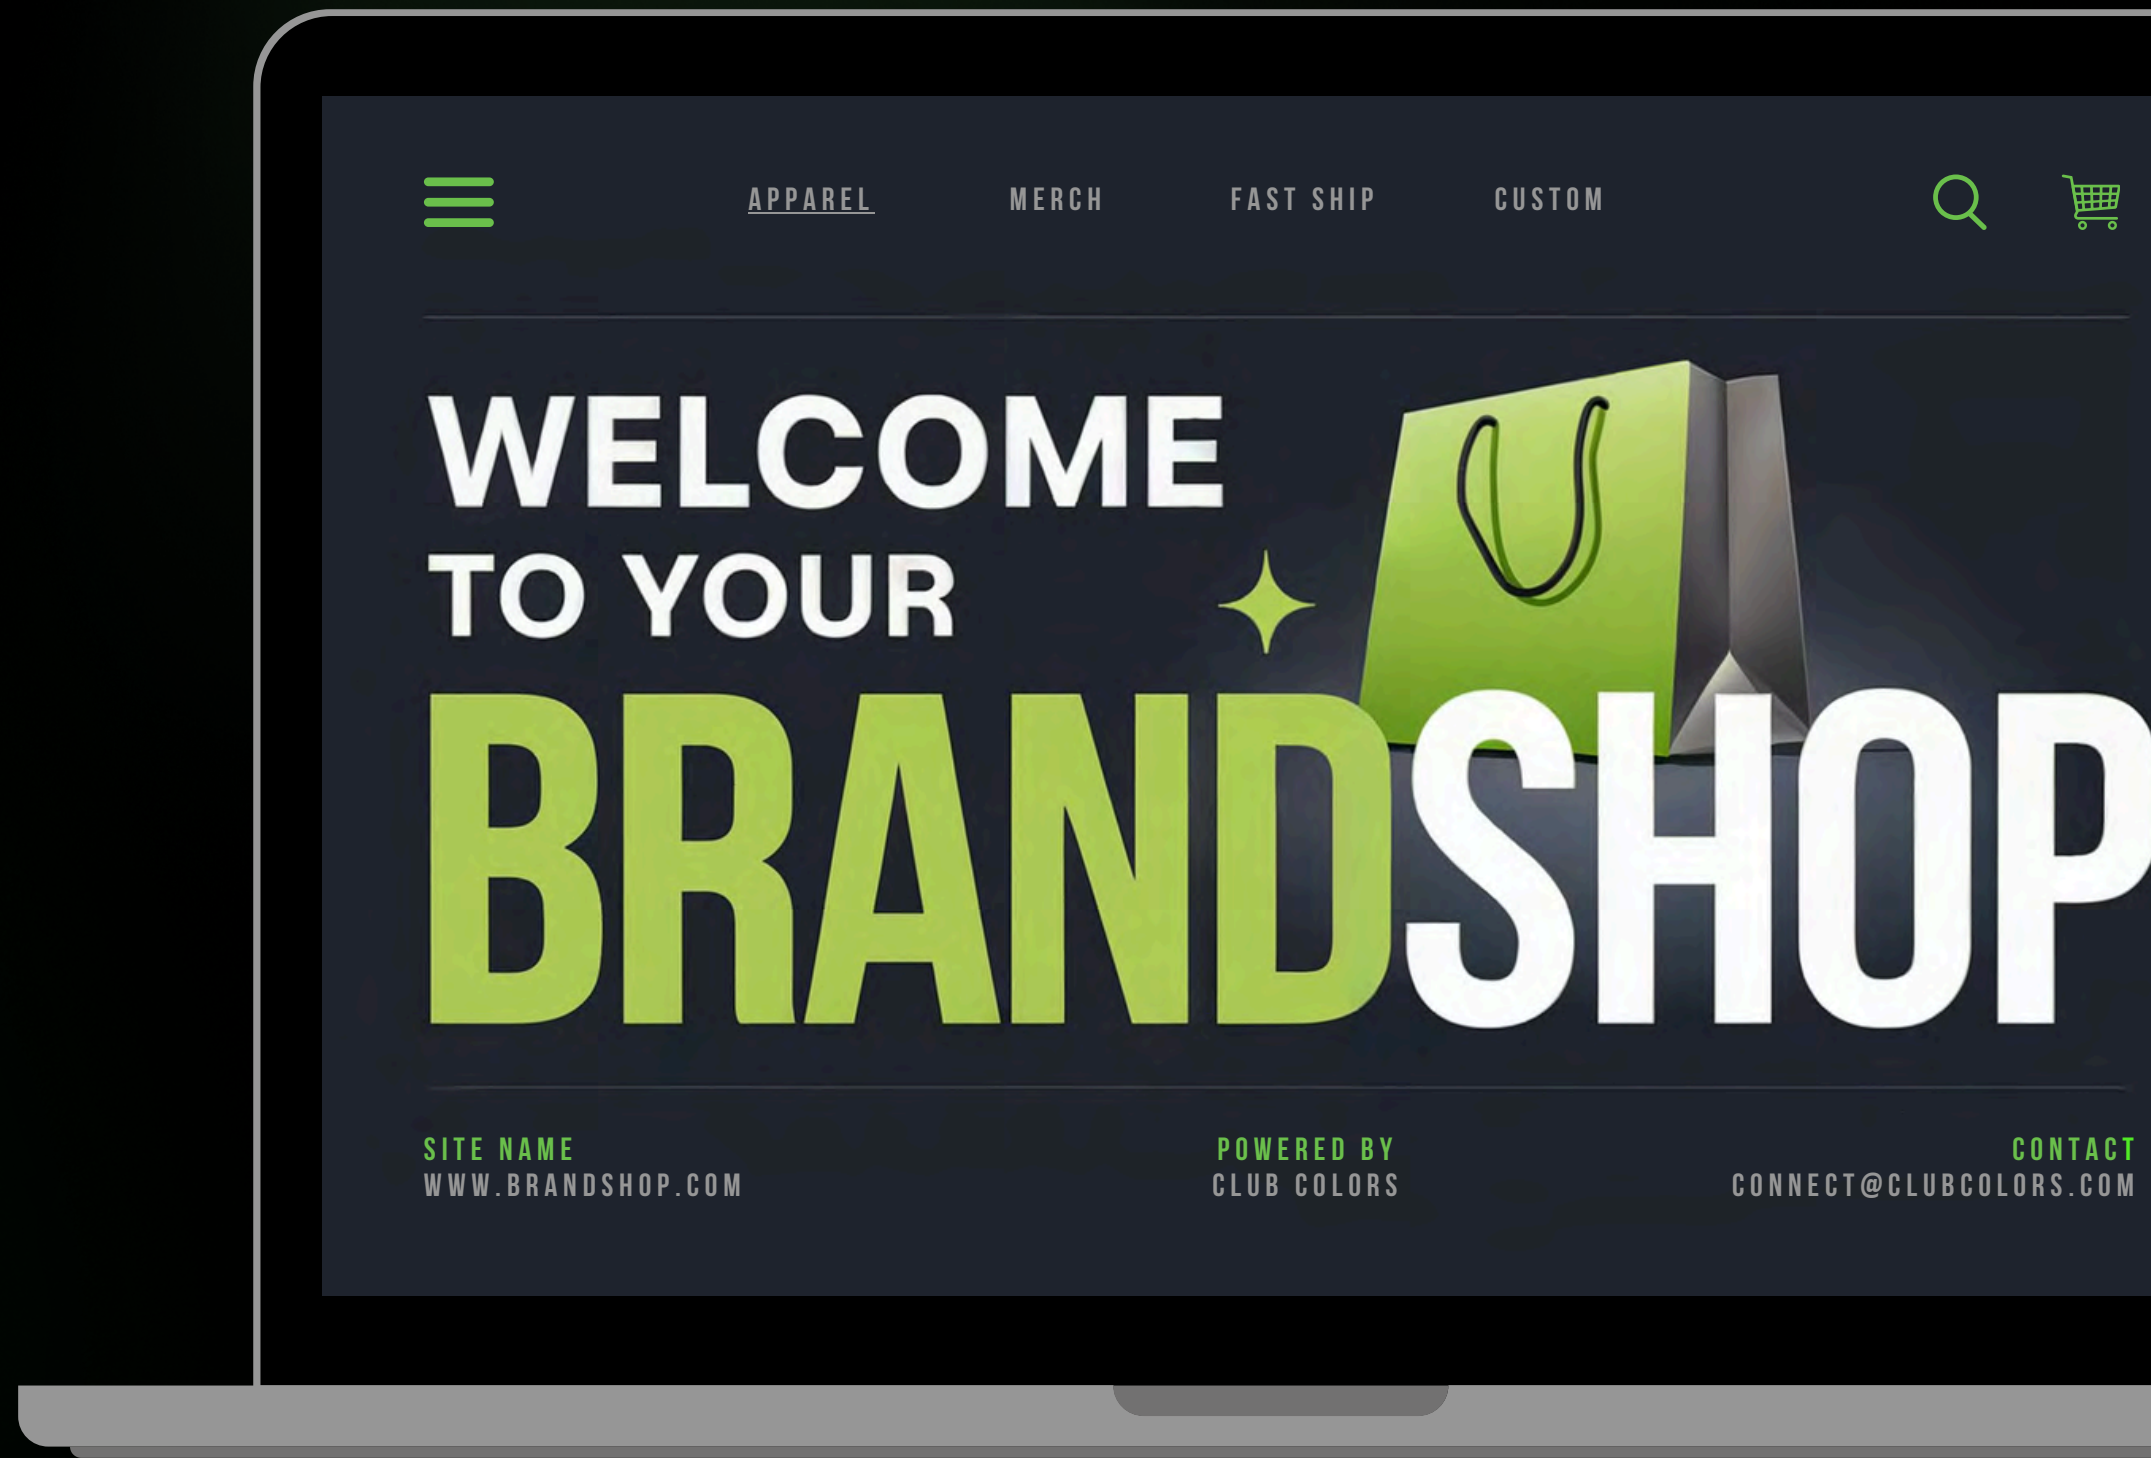 APPAREL MERCH FAST SHIP CUSTOM
WELCOME
TO YOUR
BRANDSHOP
SITE NAME
WWW.BRANDSHOP.COM
POWERED BY
CLUB COLORS
CONTACT
CONNECT@CLUBCOLORS.COM